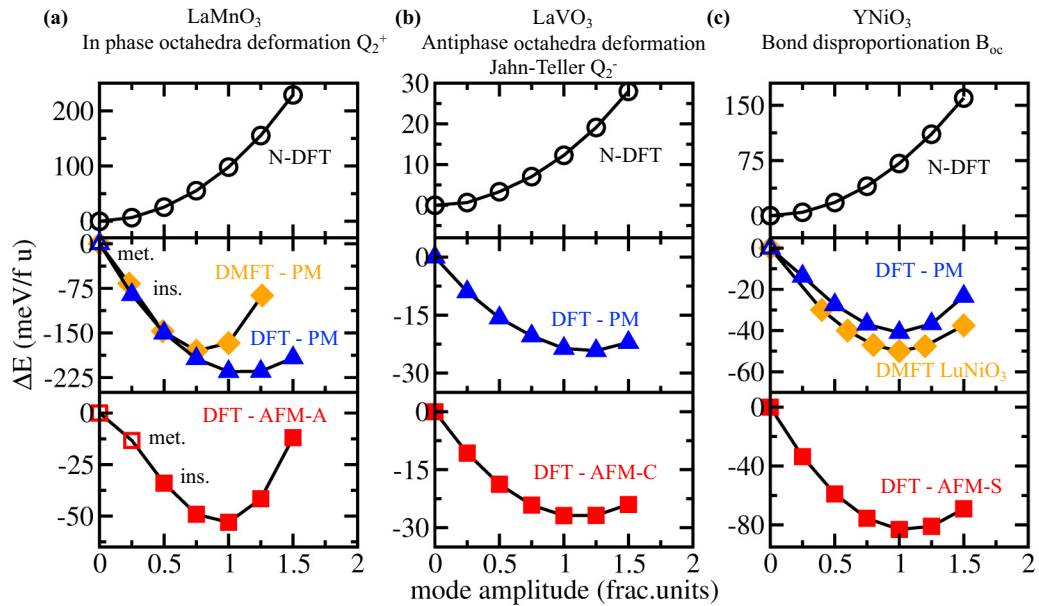 (a)
LaMnO₃
In phase octahedra deformation Q₂⁺
(b)
LaVO₃
Antiphase octahedra deformation
Jahn-Teller Q₂⁻
(c)
YNiO₃
Bond disproportionation Bₒc
200
100
0
N-DFT
30
20
10
0
N-DFT
150
75
0
N-DFT
0
-75
-150
-225
met.
ins.
DMFT - PM
DFT - PM
0
-15
-30
DFT - PM
0
-20
-40
-60
DFT - PM
DMFT LuNiO₃
0
-25
-50
met.
ins.
DFT - AFM-A
0
-15
-30
DFT - AFM-C
0
-40
-80
DFT - AFM-S
ΔE (meV/f u)
0 0.5 1 1.5 2
0 0.5 1 1.5 2
0 0.5 1 1.5 2
mode amplitude (frac.units)